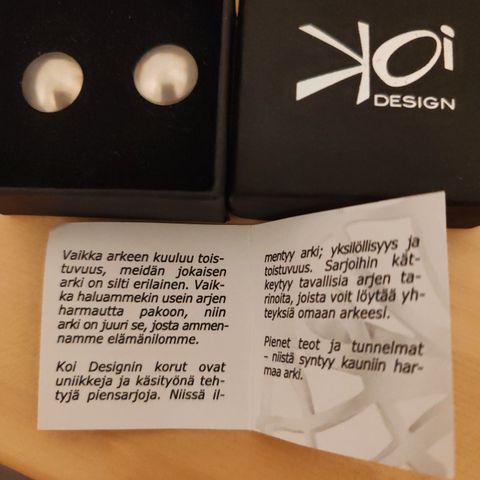 Koi
DESIGN
Vaikka arkeen kuuluu tois-
tuvuus, meidän jokaisen
arki on silti erilainen. Vaik-
ka haluammekin usein arjen
harmautta pakoon, niin
arki on juuri se, josta ammen-
namme elämänilomme.
Koi Designin korut ovat
uniikkeja ja käsityönä teh-
tyjä piensarjoja. Niissä il-
mentyy arki; yksilöllisyys ja
toistuvuus. Sarjoihin kät-
keytyy tavallisia arjen ta-
rinoita, joista voit löytää yh-
teyksiä omaan arkeesi.
Pienet teot ja tunnelmat
- niistä syntyy kauniin har-
maa arki.